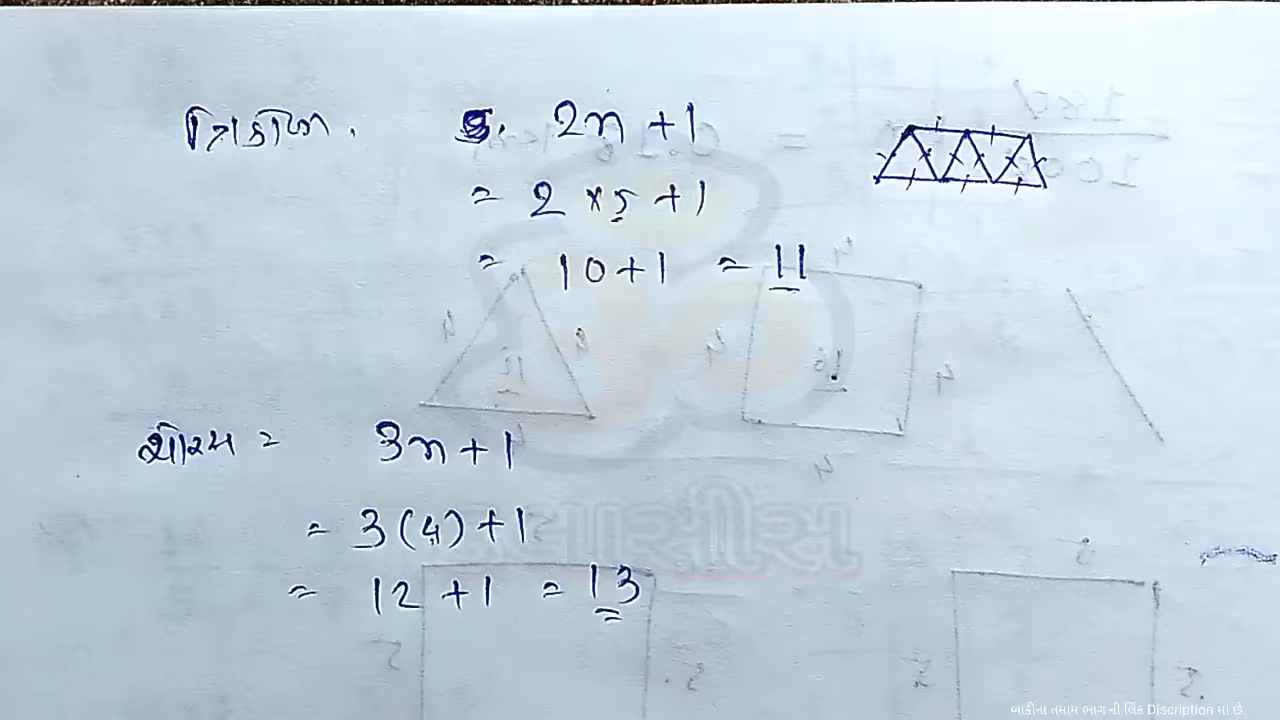 ત્રિકોણ. 5. 2n + 1
= 2 × 5 + 1
= 10 + 1 = 11
ચોરસ = 3n + 1
= 3 (4) + 1
= 12 + 1 = 13
બાકીના તમામ ભાગ ની લિંક Discription માં છે.